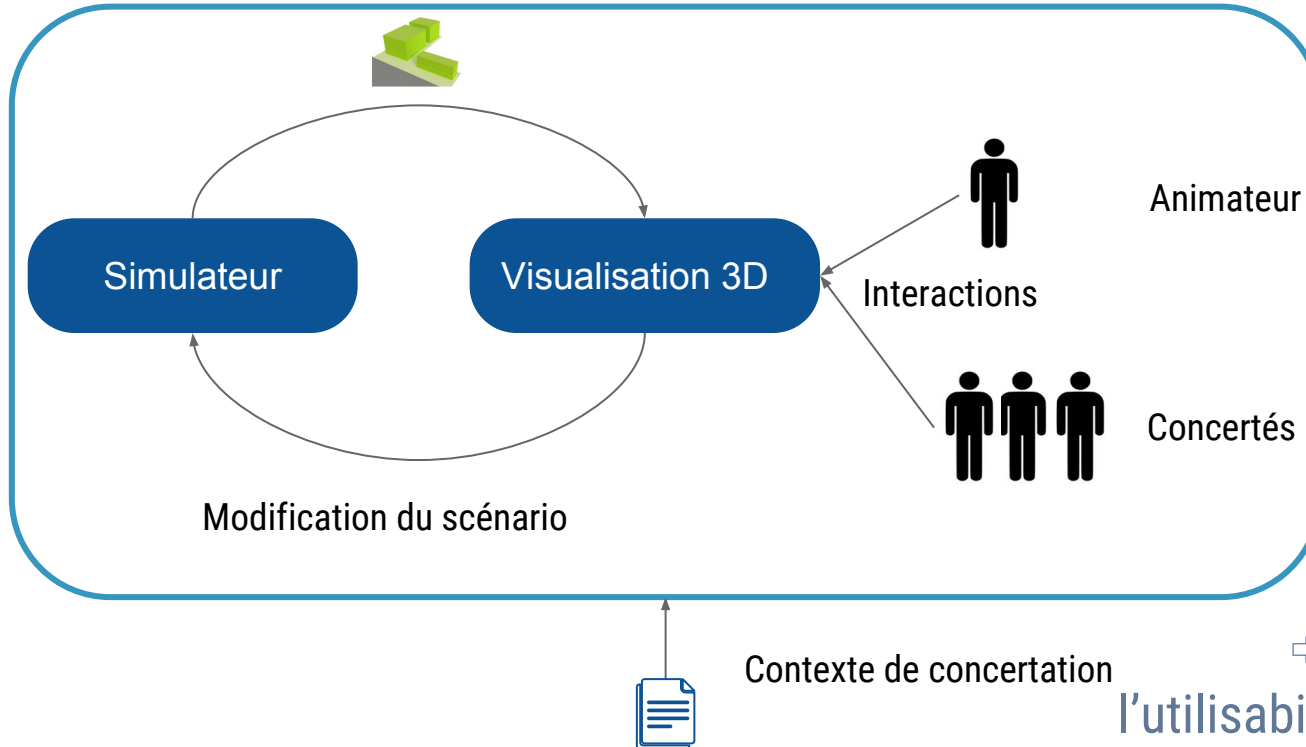 Animateur
Simulateur
Visualisation 3D
Interactions
Concertés
Modification du scénario
Contexte de concertation
l’utilisabi